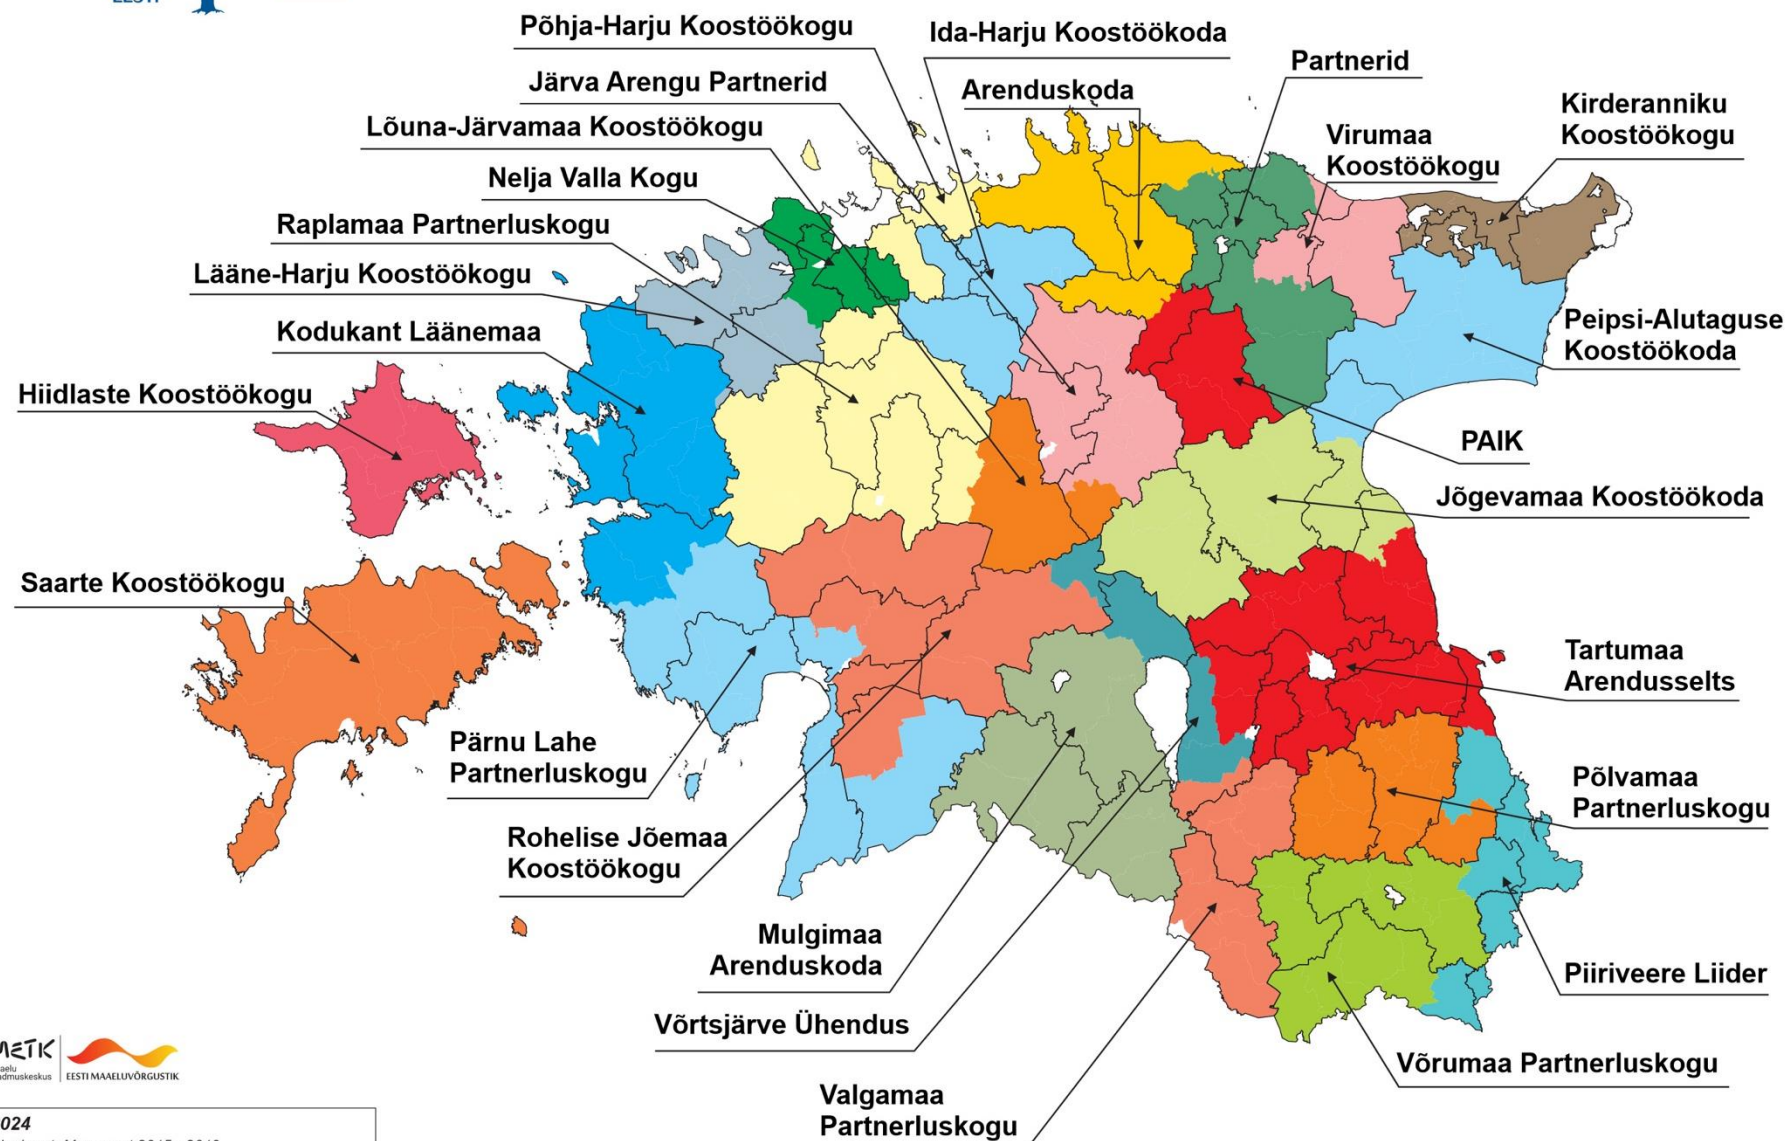 EESTI
Põhja-Harju Koostöökogu
Ida-Harju Koostöökoda
Partnerid
Järva Arengu Partnerid
Arenduskoda
Kirderanniku
Koostöökogu
Lõuna-Järvamaa Koostöökogu
Virumaa
Koostöökogu
Nelja Valla Kogu
Raplamaa Partnerluskogu
Lääne-Harju Koostöökogu
Kodukant Läänemaa
Peipsi-Alutaguse
Koostöökoda
Hiidlaste Koostöökogu
PAIK
Jõgevamaa Koostöökoda
Saarte Koostöökogu
Tartumaa
Arendusselts
Pärnu Lahe
Partnerluskogu
Põlvamaa
Partnerluskogu
Rohelise Jõemaa
Koostöökogu
Mulgimaa
Arenduskoda
Piiriveere Liider
Võrtsjärve Ühendus
Võrumaa Partnerluskogu
Valgamaa
Partnerluskogu
EESTI MAAELUVÕRGUSTIK